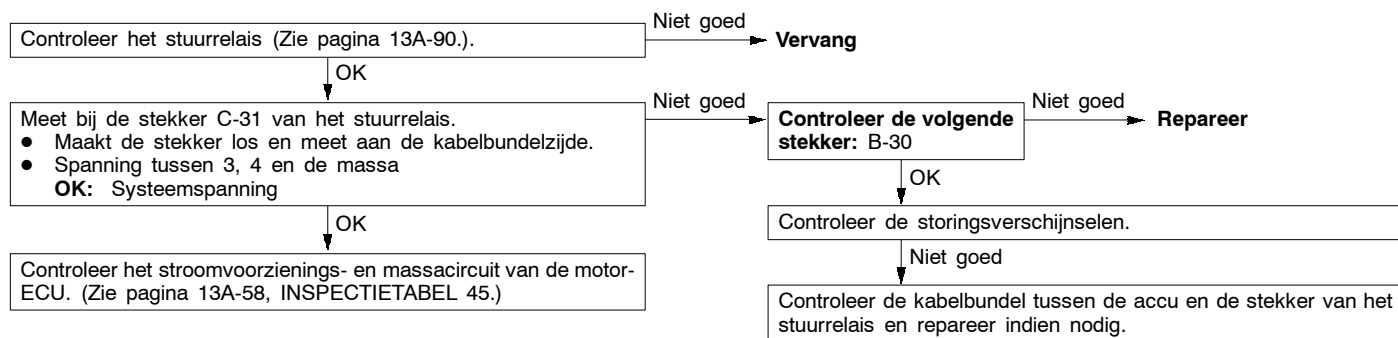 Controleer het stuurrelais (Zie pagina 13A-90.).
Niet goed
Vervang
OK
Meet bij de stekker C-31 van het stuurrelais.
● Maakt de stekker los en meet aan de kabelbundelzijde.
● Spanning tussen 3, 4 en de massa
OK: Systeemspanning
Niet goed
Controleer de volgende
stekker: B-30
Niet goed
Repareer
OK
Controleer de storingsverschijnselen.
Niet goed
Controleer de kabelbundel tussen de accu en de stekker van het
stuurrelais en repareer indien nodig.
OK
Controleer het stroomvoorzienings- en massacircuit van de motor-
ECU. (Zie pagina 13A-58, INSPECTIETABEL 45.)